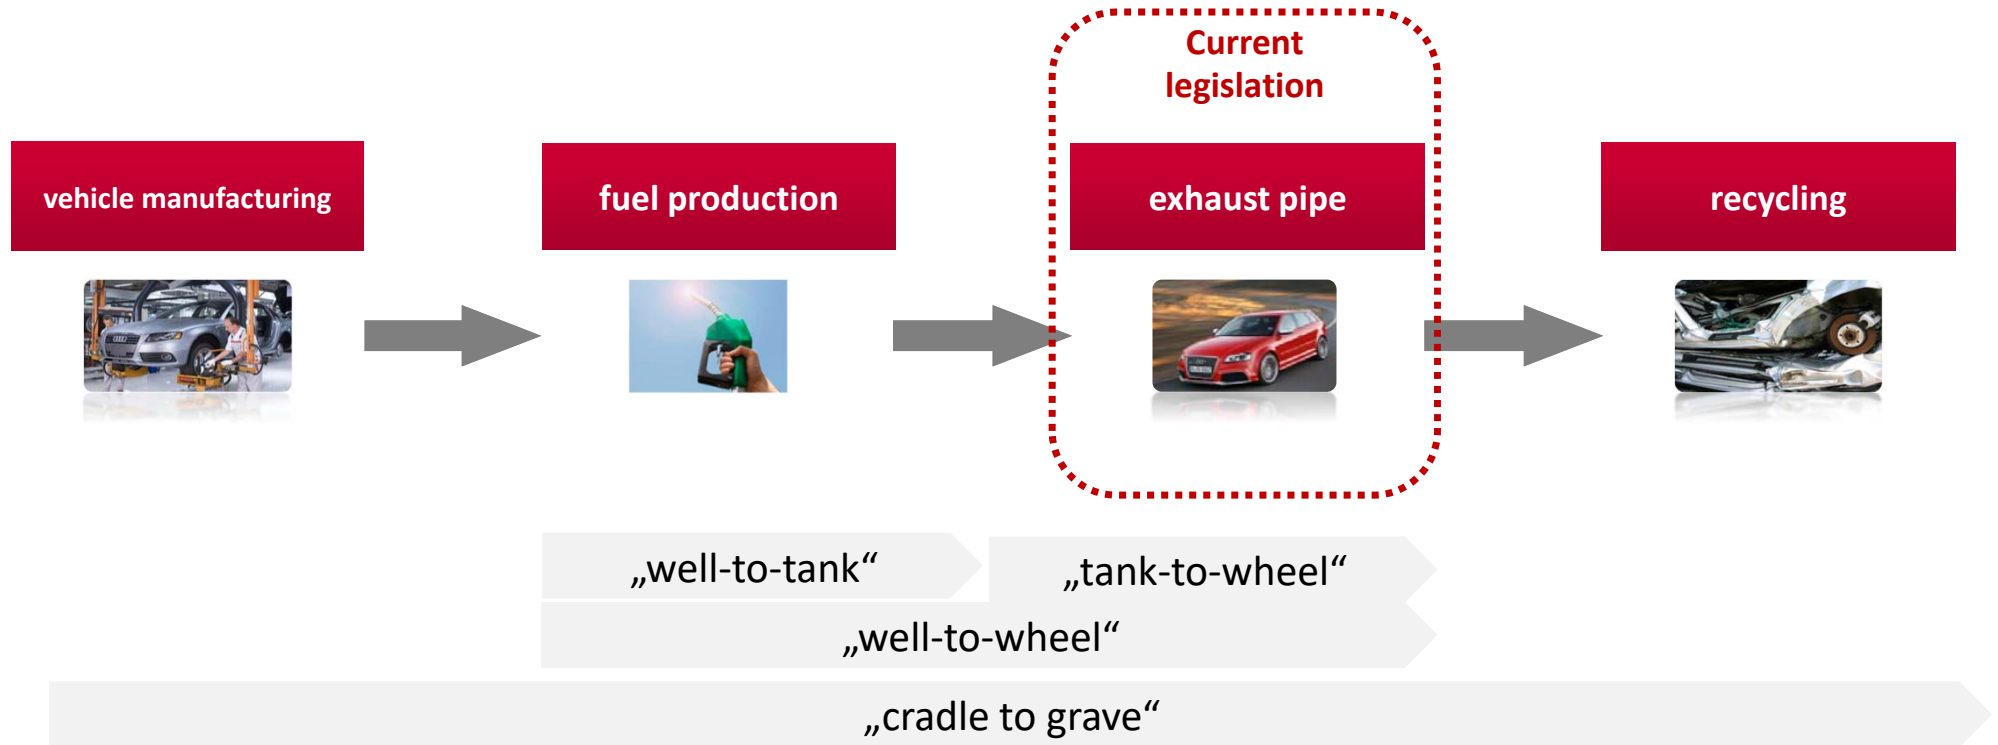 Current
legislation
vehicle manufacturing
fuel production
exhaust pipe
recycling
„well-to-tank“
„tank-to-wheel“
„well-to-wheel“
„cradle to grave“